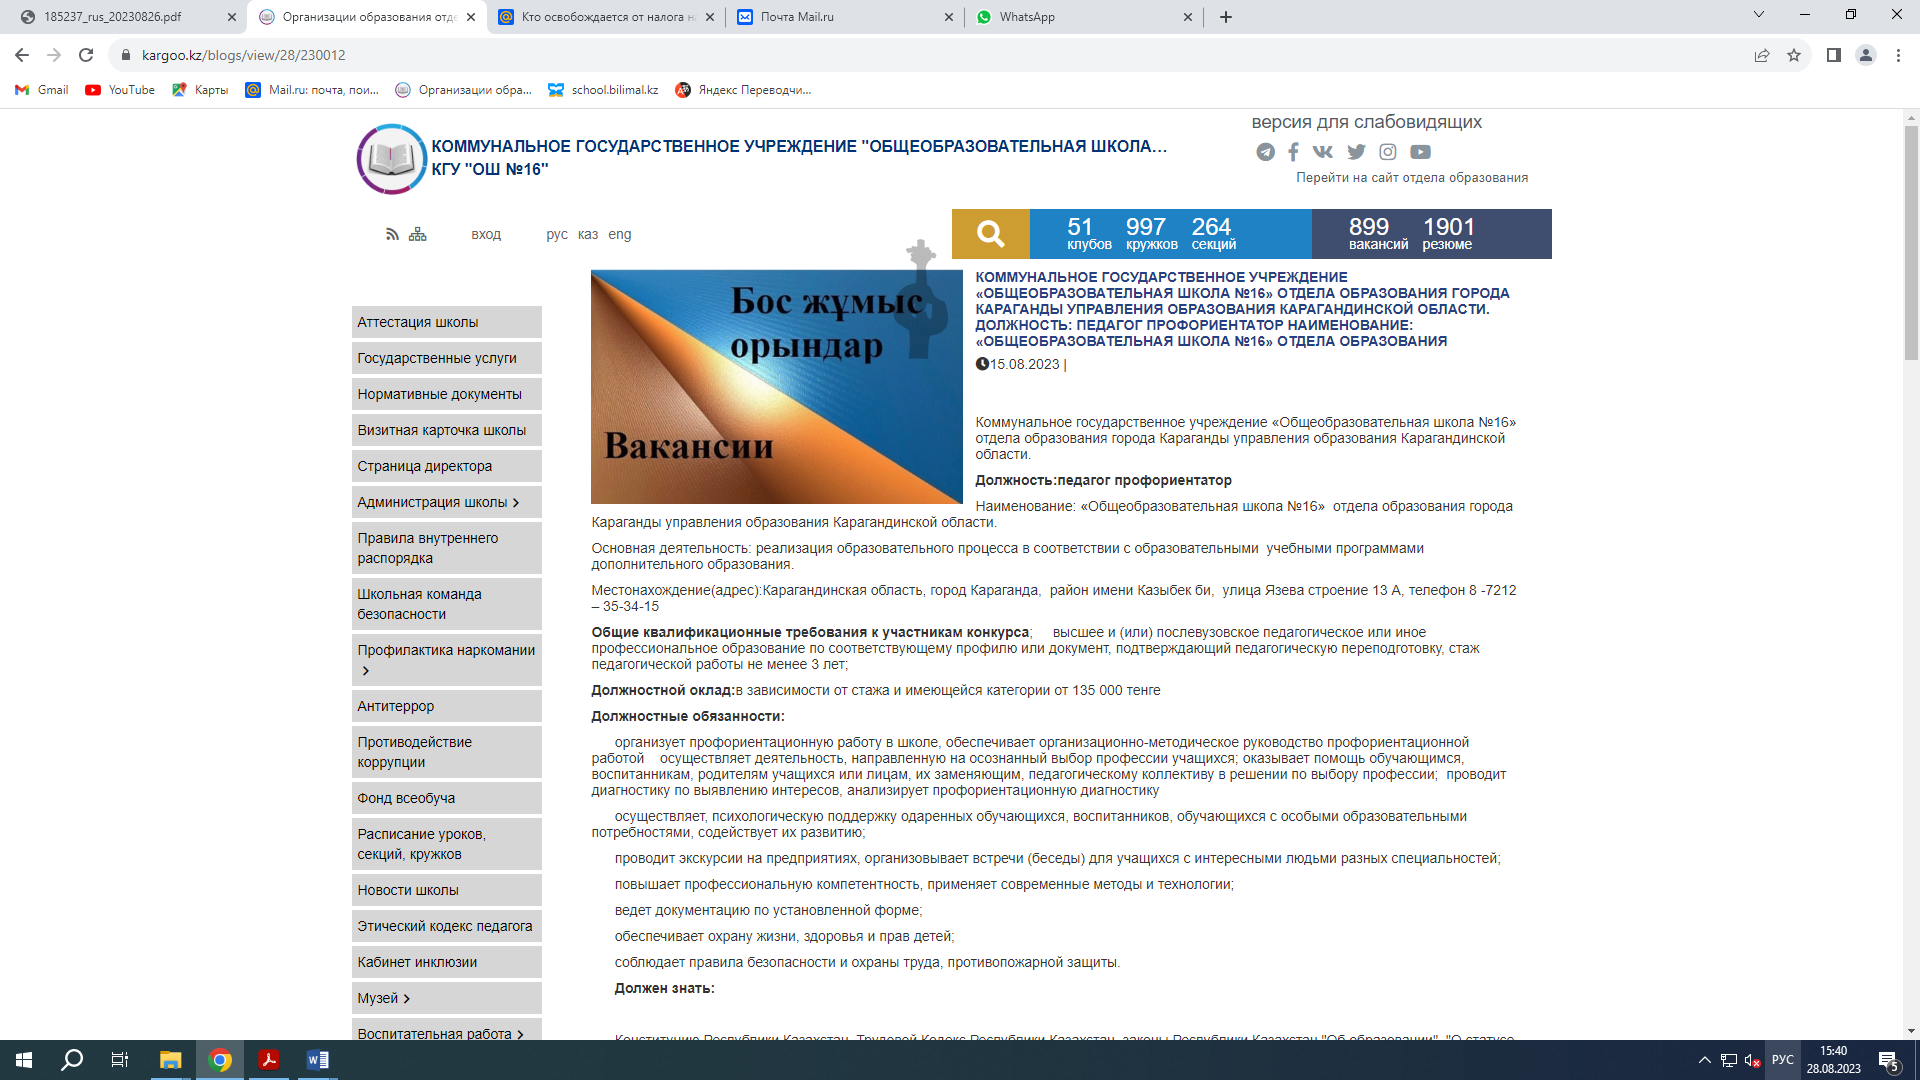 185237_rus_20230826.pdf
Организации образования отде
Кто освобождается от налога н
Почта Mail.ru
WhatsApp
kargoo.kz/blogs/view/28/230012
Gmail
YouTube
Карты
Mail.ru: почта, пои...
Организации обра...
school.bilimal.kz
Яндекс Переводчи...
КОММУНАЛЬНОЕ ГОСУДАРСТВЕННОЕ УЧРЕЖДЕНИЕ "ОБЩЕОБРАЗОВАТЕЛЬНАЯ ШКОЛА...
КГУ "ОШ №16"
версия для слабовидящих
Перейти на сайт отдела образования
вход
рус каз eng
51 клубов
997 кружков
264 секций
899 вакансий
1901 резюме
Аттестация школы
Государственные услуги
Нормативные документы
Визитная карточка школы
Страница директора
Администрация школы
Правила внутреннего
распорядка
Школьная команда
безопасности
Профилактика наркомании
Антитеррор
Противодействие
коррупции
Фонд всеобуча
Расписание уроков,
секций, кружков
Новости школы
Этический кодекс педагога
Кабинет инклюзии
Музей
Воспитательная работа
Бос жұмыс
орындар
Вакансии
КОММУНАЛЬНОЕ ГОСУДАРСТВЕННОЕ УЧРЕЖДЕНИЕ
«ОБЩЕОБРАЗОВАТЕЛЬНАЯ ШКОЛА №16» ОТДЕЛА ОБРАЗОВАНИЯ ГОРОДА
КАРАГАНДЫ УПРАВЛЕНИЯ ОБРАЗОВАНИЯ КАРАГАНДИНСКОЙ ОБЛАСТИ.
ДОЛЖНОСТЬ: ПЕДАГОГ ПРОФОРИЕНТАТОР НАИМЕНОВАНИЕ:
«ОБЩЕОБРАЗОВАТЕЛЬНАЯ ШКОЛА №16» ОТДЕЛА ОБРАЗОВАНИЯ
15.08.2023 |
Коммунальное государственное учреждение «Общеобразовательная школа №16»
отдела образования города Караганды управления образования Карагандинской
области.
Должность:педагог профориентатор
Наименование: «Общеобразовательная школа №16» отдела образования города
Караганды управления образования Карагандинской области.
Основная деятельность: реализация образовательного процесса в соответствии с образовательными учебными программами
дополнительного образования.
Местонахождение(адрес):Карагандинская область, город Караганда, район имени Казыбек би, улица Язева строение 13 А, телефон 8 -7212
– 35-34-15
Общие квалификационные требования к участникам конкурса; высшее и (или) послевузовское педагогическое или иное
профессиональное образование по соответствующему профилю или документ, подтверждающий педагогическую переподготовку, стаж
педагогической работы не менее 3 лет;
Должностной оклад:в зависимости от стажа и имеющейся категории от 135 000 тенге
Должностные обязанности:
организует профориентационную работу в школе, обеспечивает организационно-методическое руководство профориентационной
работой осуществляет деятельность, направленную на осознанный выбор профессии учащихся; оказывает помощь обучающимся,
воспитанникам, родителям учащихся или лицам, их заменяющим, педагогическому коллективу в решении по выбору профессии; проводит
диагностику по выявлению интересов, анализирует профориентационную диагностику
осуществляет, психологическую поддержку одаренных обучающихся, воспитанников, обучающихся с особыми образовательными
потребностями, содействует их развитию;
проводит экскурсии на предприятиях, организовывает встречи (беседы) для учащихся с интересными людьми разных специальностей;
повышает профессиональную компетентность, применяет современные методы и технологии;
ведет документацию по установленной форме;
обеспечивает охрану жизни, здоровья и прав детей;
соблюдает правила безопасности и охраны труда, противопожарной защиты.
Должен знать:
Конституцию Республики Казахстан, Трудовой Кодекс Республики Казахстан, законы Республики Казахстан "Об образовании", "О статусе
РУС
15:40
28.08.2023
5